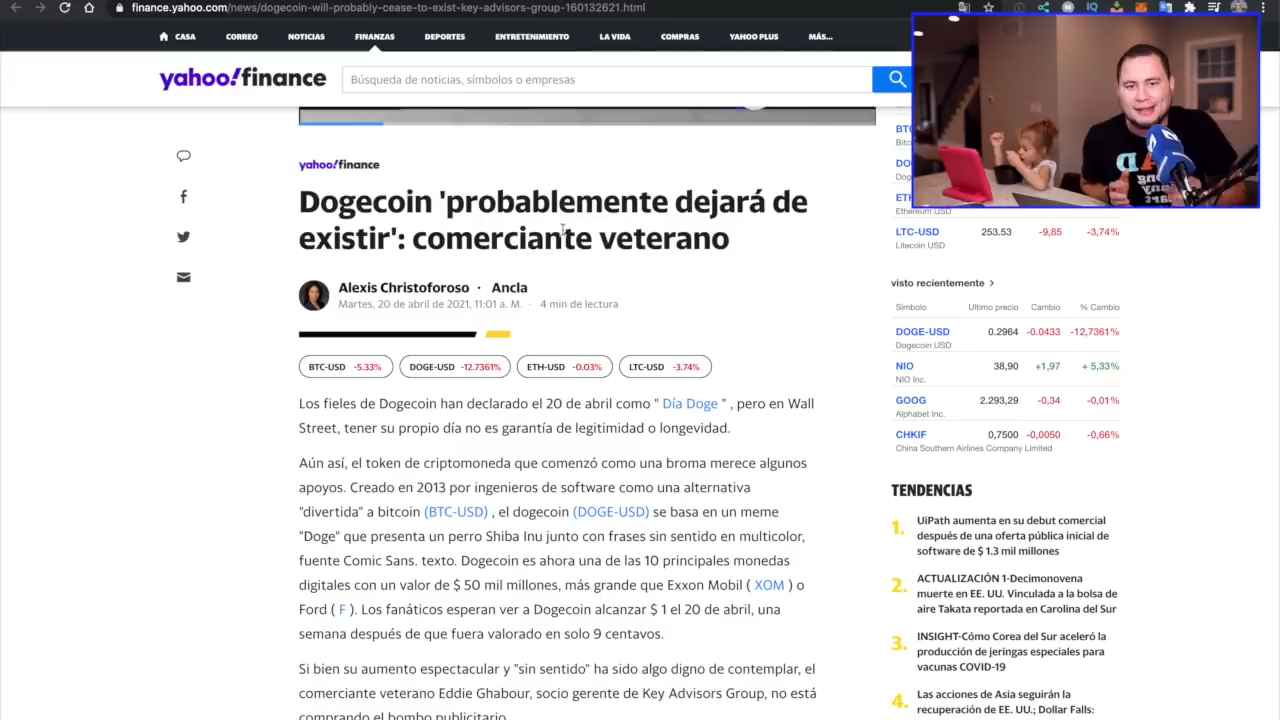 finance.yahoo.com/news/dogecoin-will-probably-cease-to-exist-key-advisors-group-160132621.html
CASA CORREO NOTICIAS FINANZAS DEPORTES ENTRETENIMIENTO LA VIDA COMPRAS YAHOO PLUS MÁS...
yahoo!finance
Búsqueda de noticias, símbolos o empresas
yahoo!finance
Dogecoin 'probablemente dejará de
existir': comerciante veterano
Alexis Christoforoso · Ancla
Martes, 20 de abril de 2021, 11:01 a. M. · 4 min de lectura
BTC-USD -5.33% DOGE-USD -12.7361% ETH-USD -0.03% LTC-USD -3.74%
Los fieles de Dogecoin han declarado el 20 de abril como " Día Doge " , pero en Wall
Street, tener su propio día no es garantía de legitimidad o longevidad.
Aún así, el token de criptomoneda que comenzó como una broma merece algunos
apoyos. Creado en 2013 por ingenieros de software como una alternativa
"divertida" a bitcoin (BTC-USD) , el dogecoin (DOGE-USD) se basa en un meme
"Doge" que presenta un perro Shiba Inu junto con frases sin sentido en multicolor,
fuente Comic Sans. texto. Dogecoin es ahora una de las 10 principales monedas
digitales con un valor de $ 50 mil millones, más grande que Exxon Mobil ( XOM ) o
Ford ( F ). Los fanáticos esperan ver a Dogecoin alcanzar $ 1 el 20 de abril, una
semana después de que fuera valorado en solo 9 centavos.
Si bien su aumento espectacular y "sin sentido" ha sido algo digno de contemplar, el
comerciante veterano Eddie Ghabour, socio gerente de Key Advisors Group, no está
comprando el bombo publicitario.
Ethereum USD
LTC-USD 253.53 -9,85 -3,74%
Litecoin USD
visto recientemente
Símbolo Ultimo precio Cambio % Cambio
DOGE-USD 0.2964 -0.0433 -12,7361%
Dogecoin USD
NIO 38,90 +1,97 + 5,33%
NIO Inc.
GOOG 2.293,29 -0,34 -0,01%
Alphabet Inc.
CHKIF 0,7500 -0,0050 -0,66%
China Southern Airlines Company Limited
TENDENCIAS
1. UiPath aumenta en su debut comercial
después de una oferta pública inicial de
software de $ 1.3 mil millones
2. ACTUALIZACIÓN 1-Decimonovena
muerte en EE. UU. Vinculada a la bolsa de
aire Takata reportada en Carolina del Sur
3. INSIGHT-Cómo Corea del Sur aceleró la
producción de jeringas especiales para
vacunas COVID-19
4. Las acciones de Asia seguirán la
recuperación de EE. UU.; Dollar Falls: